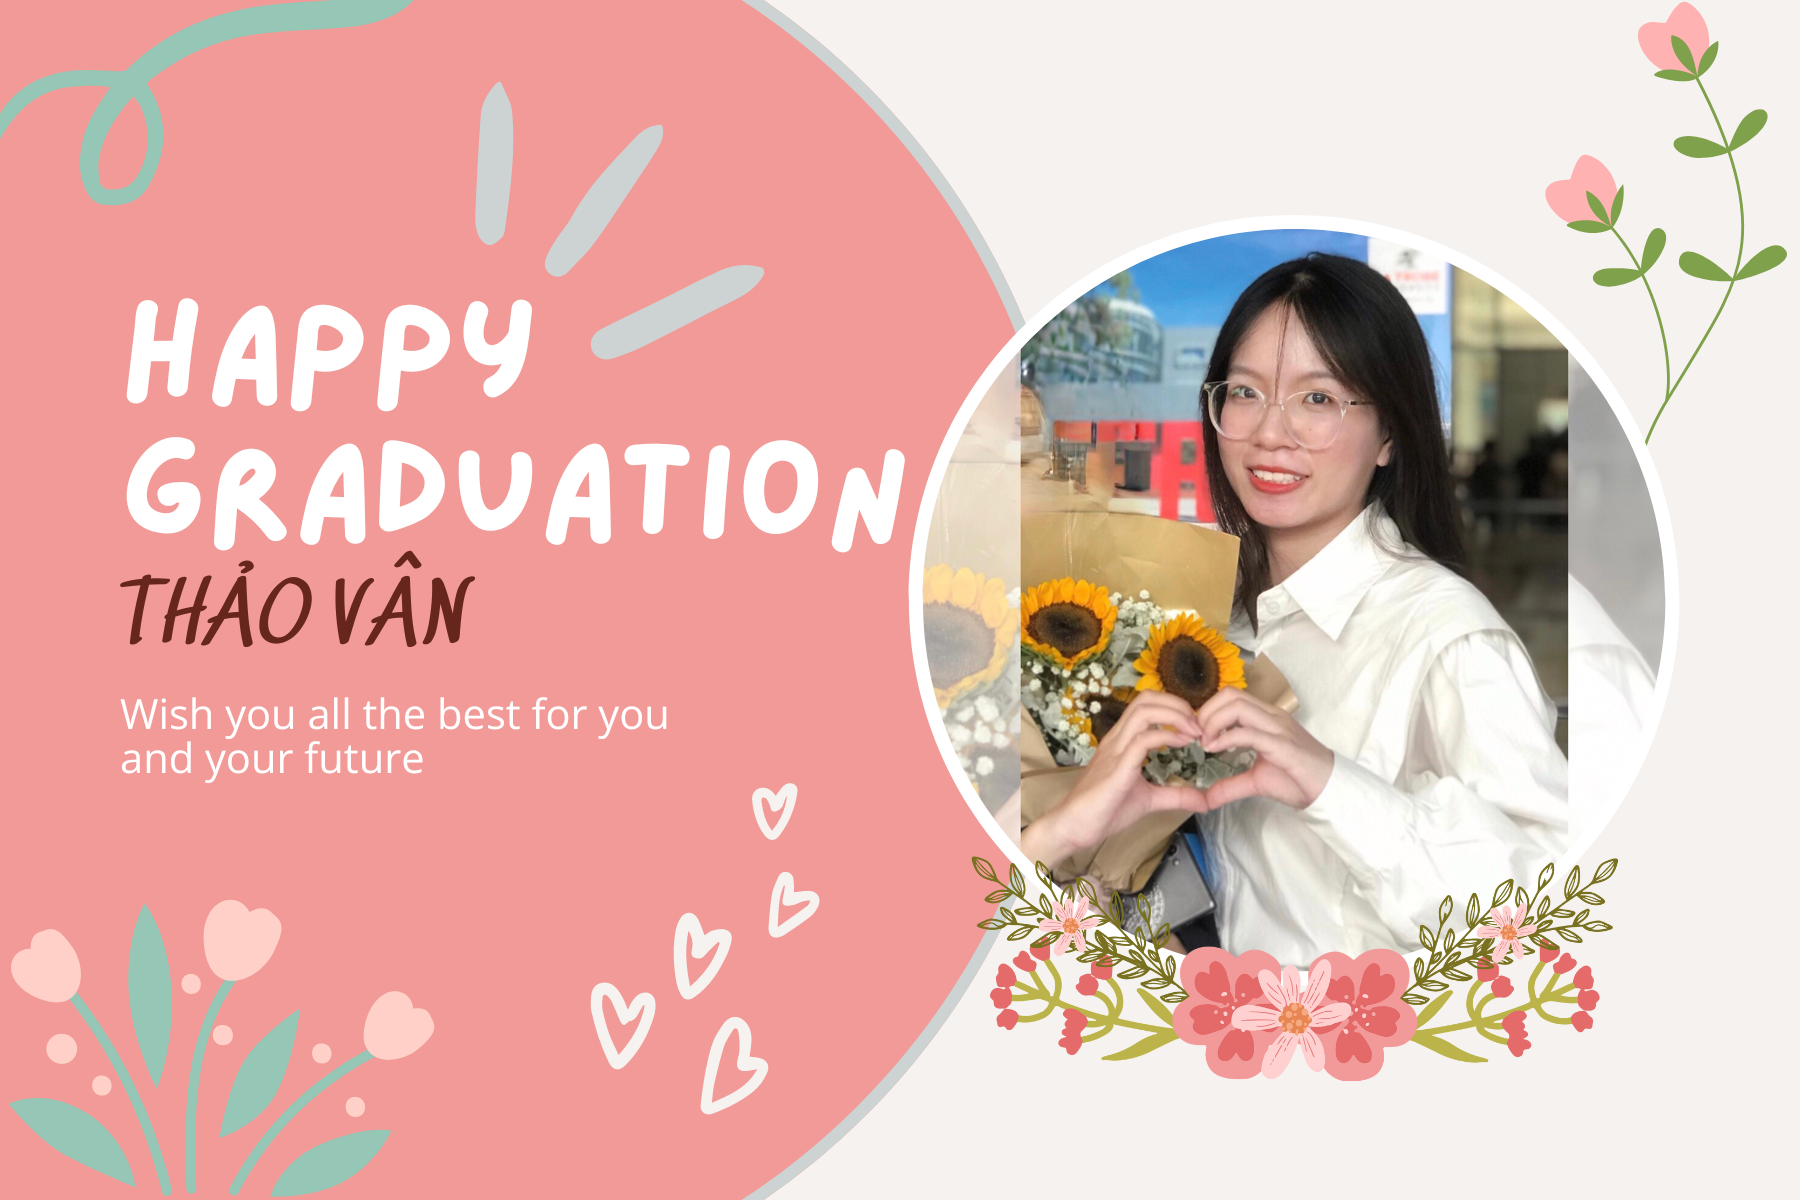 HAPPY
GRADUATION
THẢO VÂN
Wish you all the best for you
and your future